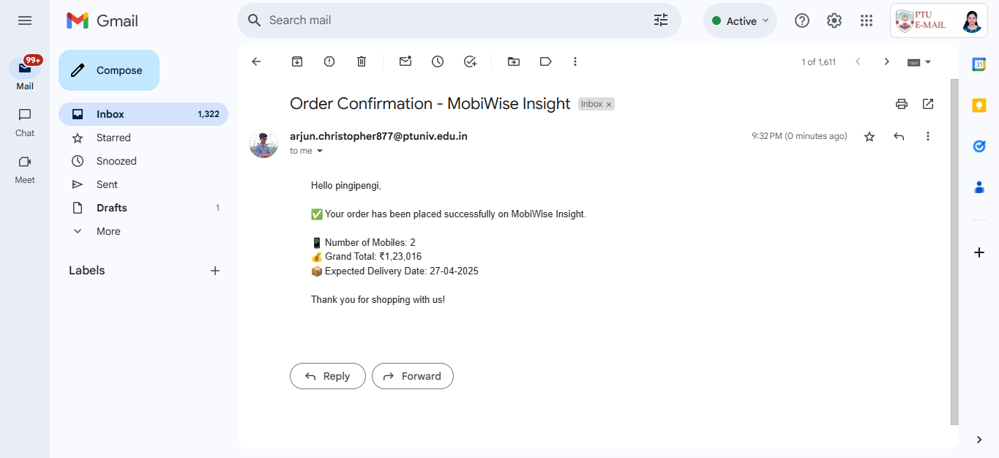 Gmail
Search mail
Active
PTU
E-MAIL
99+
Mail
Chat
Meet
Compose
Inbox 1,322
Starred
Snoozed
Sent
Drafts 1
More
Labels
1 of 1,611
Order Confirmation - MobiWise Insight
Inbox ×
arjun.christopher877@ptuniv.edu.in
9:32 PM (0 minutes ago)
to me
Hello pingipengi,
✅ Your order has been placed successfully on MobiWise Insight.
📱 Number of Mobiles: 2
💰 Grand Total: ₹1,23,016
📦 Expected Delivery Date: 27-04-2025
Thank you for shopping with us!
Reply
Forward
31